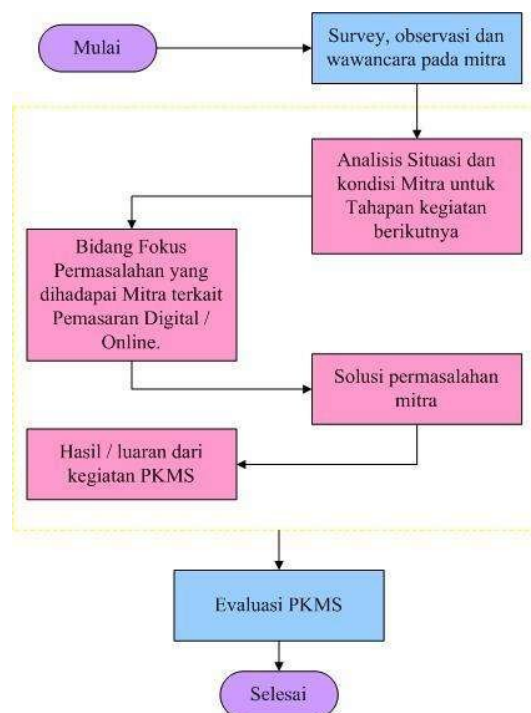 Mulai
Survey, observasi dan
wawancara pada mitra
Analisis Situasi dan
kondisi Mitra untuk
Tahapan kegiatan
berikutnya
Bidang Fokus
Permasalahan yang
dihadapai Mitra terkait
Pemasaran Digital /
Online.
Solusi permasalahan
mitra
Hasil / luaran dari
kegiatan PKMS
Evaluasi PKMS
Selesai